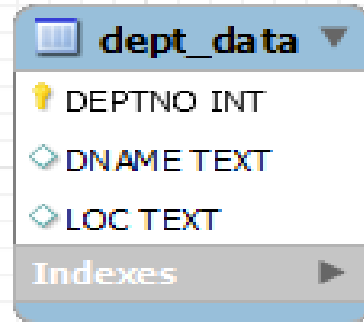 dept_data
DEPTNO INT
DNAME TEXT
LOC TEXT
Indexes